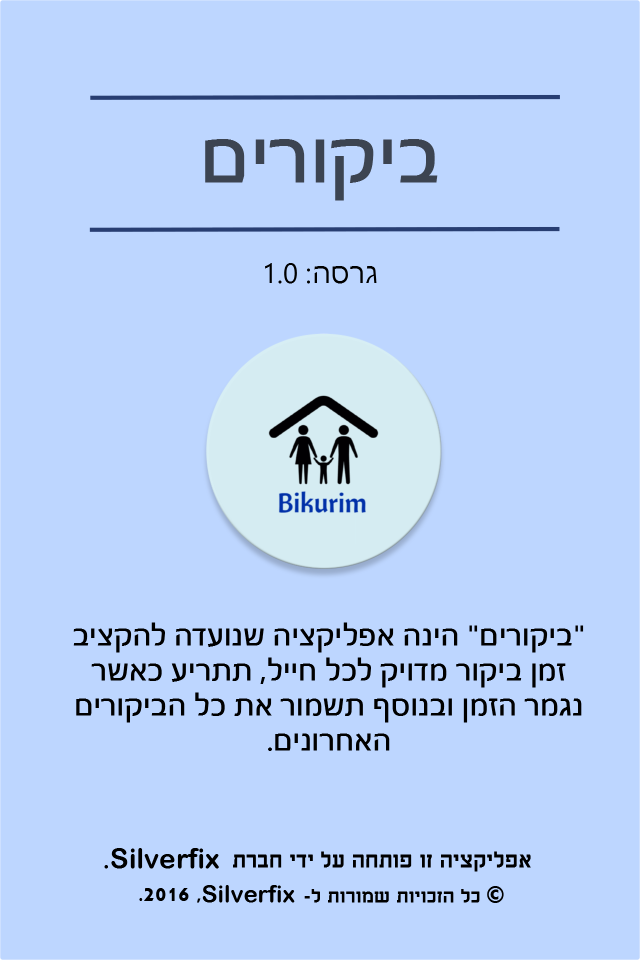 ביקורים
גרסה: 1.0
Bikurim
"ביקורים" הינה אפליקציה שנועדה להקציב
זמן ביקור מדויק לכל חייל, תתריע כאשר
נגמר הזמן ובנוסף תשמור את כל הביקורים
האחרונים.
אפליקציה זו פותחה על ידי חברת Silverfix.
© כל הזכויות שמורות ל- Silverfix, 2016.